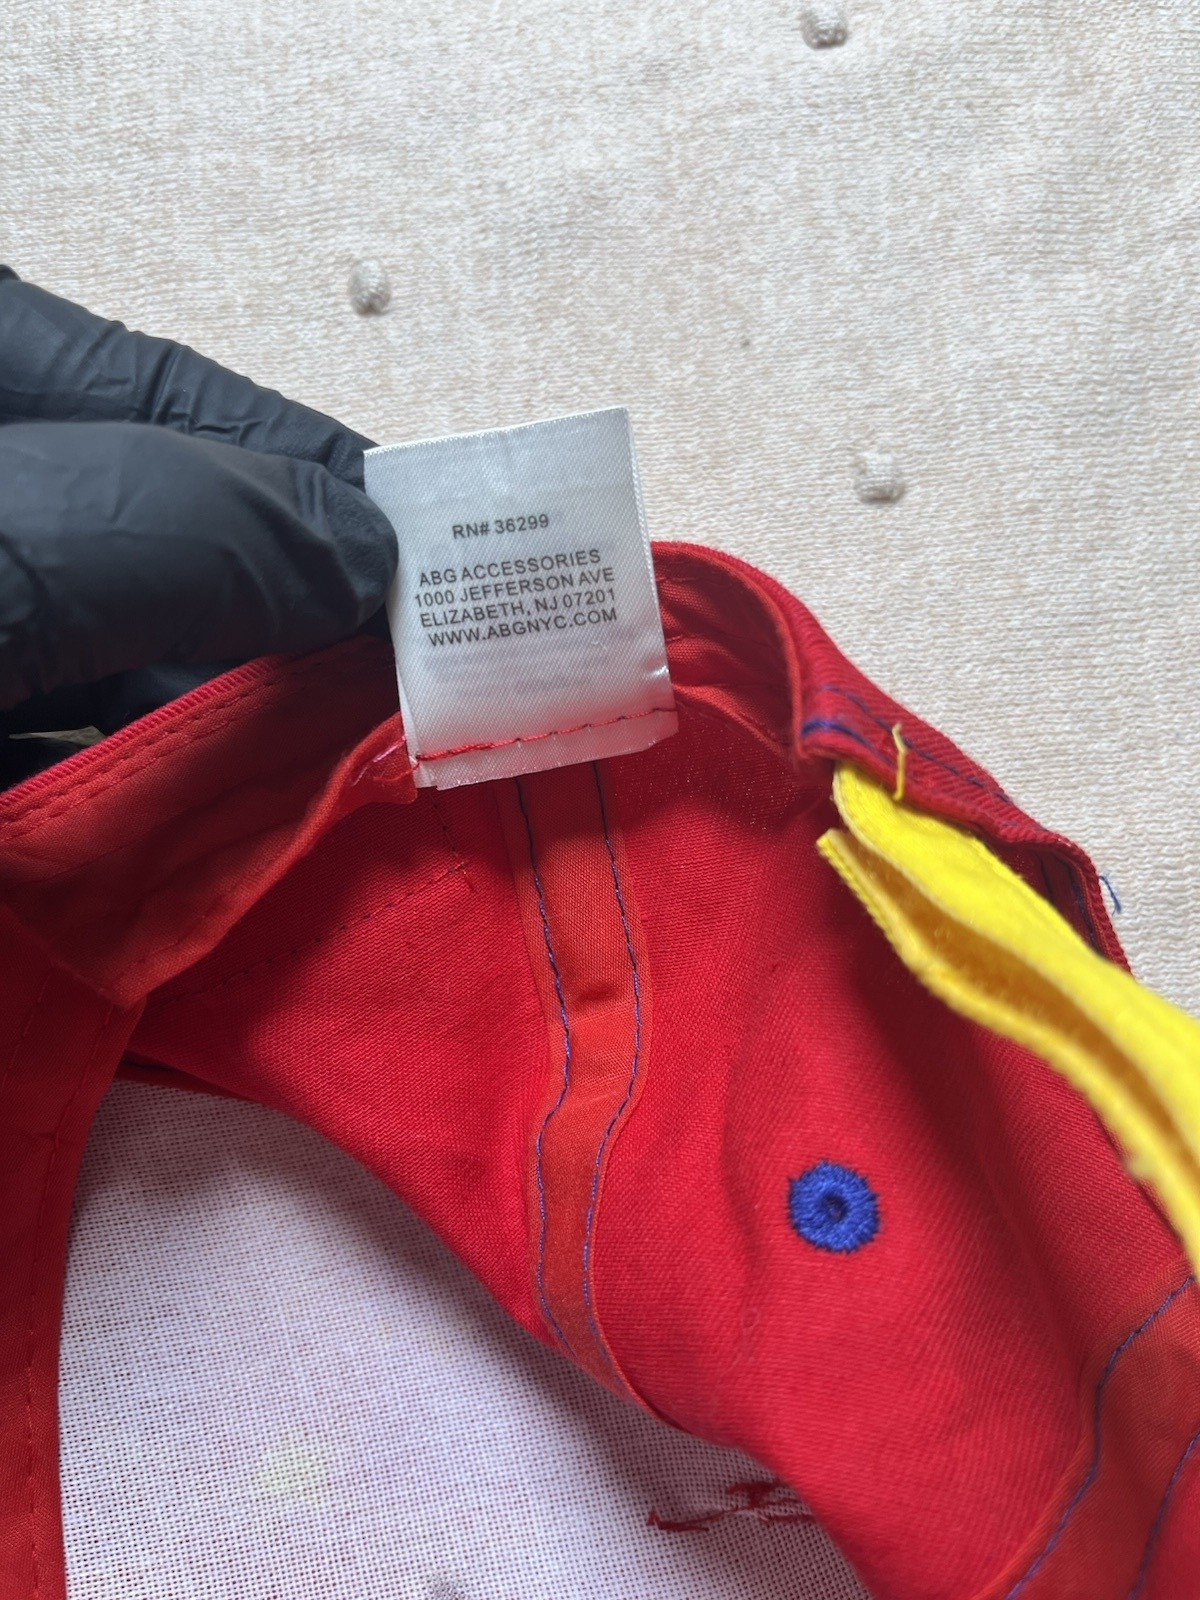 RN# 36299
ABG ACCESSORIES
1000 JEFFERSON AVE
ELIZABETH, NJ 07201
WWW.ABGNYC.COM